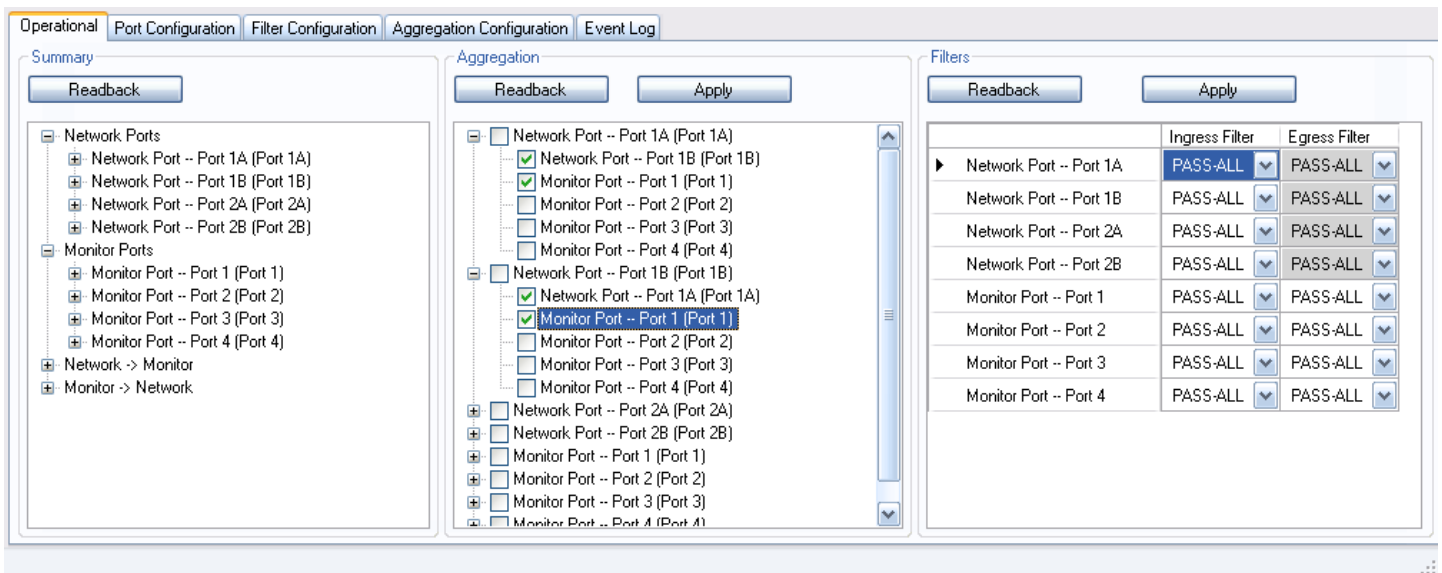 Operational Port Configuration Filter Configuration Aggregation Configuration Event Log
Summary
Readback
Network Ports
Network Port -- Port 1A (Port 1A)
Network Port -- Port 1B (Port 1B)
Network Port -- Port 2A (Port 2A)
Network Port -- Port 2B (Port 2B)
Monitor Ports
Monitor Port -- Port 1 (Port 1)
Monitor Port -- Port 2 (Port 2)
Monitor Port -- Port 3 (Port 3)
Monitor Port -- Port 4 (Port 4)
Network -> Monitor
Monitor -> Network
Aggregation
Readback Apply
Network Port -- Port 1A (Port 1A)
Network Port -- Port 1B (Port 1B)
Monitor Port -- Port 1 (Port 1)
Monitor Port -- Port 2 (Port 2)
Monitor Port -- Port 3 (Port 3)
Monitor Port -- Port 4 (Port 4)
Network Port -- Port 1B (Port 1B)
Network Port -- Port 1A (Port 1A)
Monitor Port -- Port 1 (Port 1)
Monitor Port -- Port 2 (Port 2)
Monitor Port -- Port 3 (Port 3)
Monitor Port -- Port 4 (Port 4)
Network Port -- Port 2A (Port 2A)
Network Port -- Port 2B (Port 2B)
Monitor Port -- Port 1 (Port 1)
Monitor Port -- Port 2 (Port 2)
Monitor Port -- Port 3 (Port 3)
Monitor Port -- Port 4 (Port 4)
Filters
Readback Apply
Ingress Filter Egress Filter
Network Port -- Port 1A PASS-ALL PASS-ALL
Network Port -- Port 1B PASS-ALL PASS-ALL
Network Port -- Port 2A PASS-ALL PASS-ALL
Network Port -- Port 2B PASS-ALL PASS-ALL
Monitor Port -- Port 1 PASS-ALL PASS-ALL
Monitor Port -- Port 2 PASS-ALL PASS-ALL
Monitor Port -- Port 3 PASS-ALL PASS-ALL
Monitor Port -- Port 4 PASS-ALL PASS-ALL